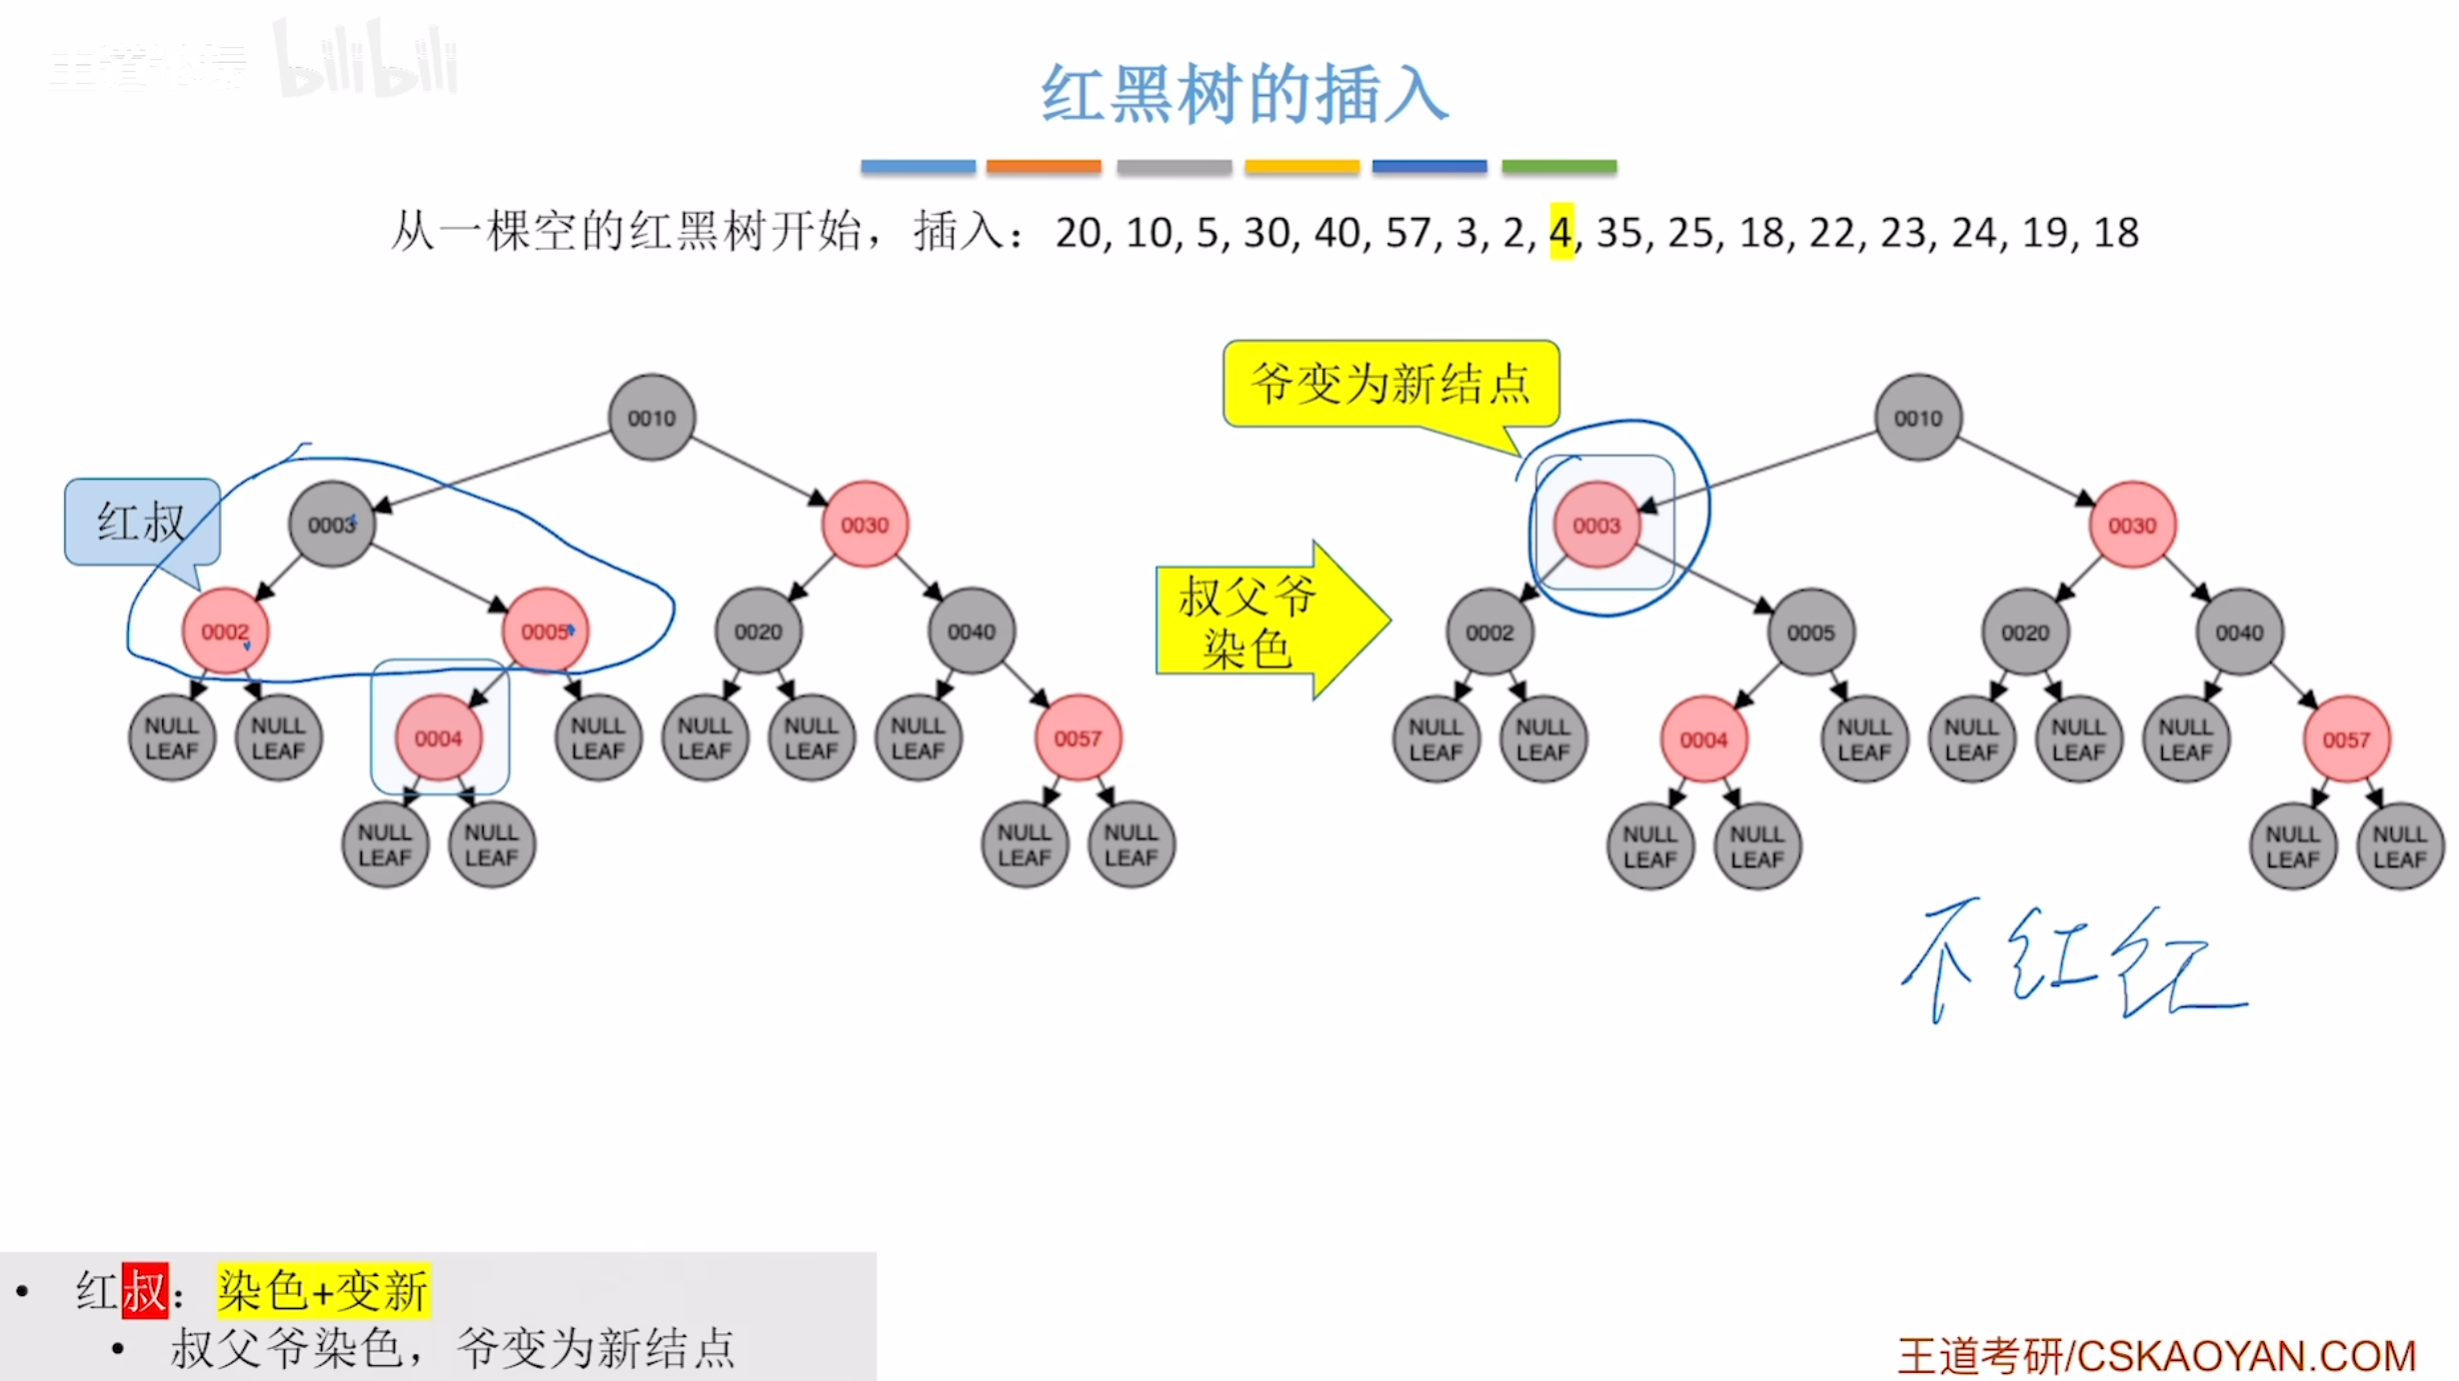 王道论坛 bilibili
红黑树的插入
从一棵空的红黑树开始，插入：20, 10, 5, 30, 40, 57, 3, 2, 4, 35, 25, 18, 22, 23, 24, 19, 18
爷变为新结点
0010
0010
红叔
0003
0030
0003
0030
叔父爷
染色
0002
0005
0020
0040
0002
0005
0020
0040
NULL LEAF
NULL LEAF
0004
NULL LEAF
NULL LEAF
NULL LEAF
NULL LEAF
0057
NULL LEAF
NULL LEAF
0004
NULL LEAF
NULL LEAF
NULL LEAF
NULL LEAF
0057
NULL LEAF
NULL LEAF
NULL LEAF
NULL LEAF
NULL LEAF
NULL LEAF
NULL LEAF
NULL LEAF
不红红
• 红叔：染色+变新
• 叔父爷染色，爷变为新结点
王道考研/CSKAOYAN.COM